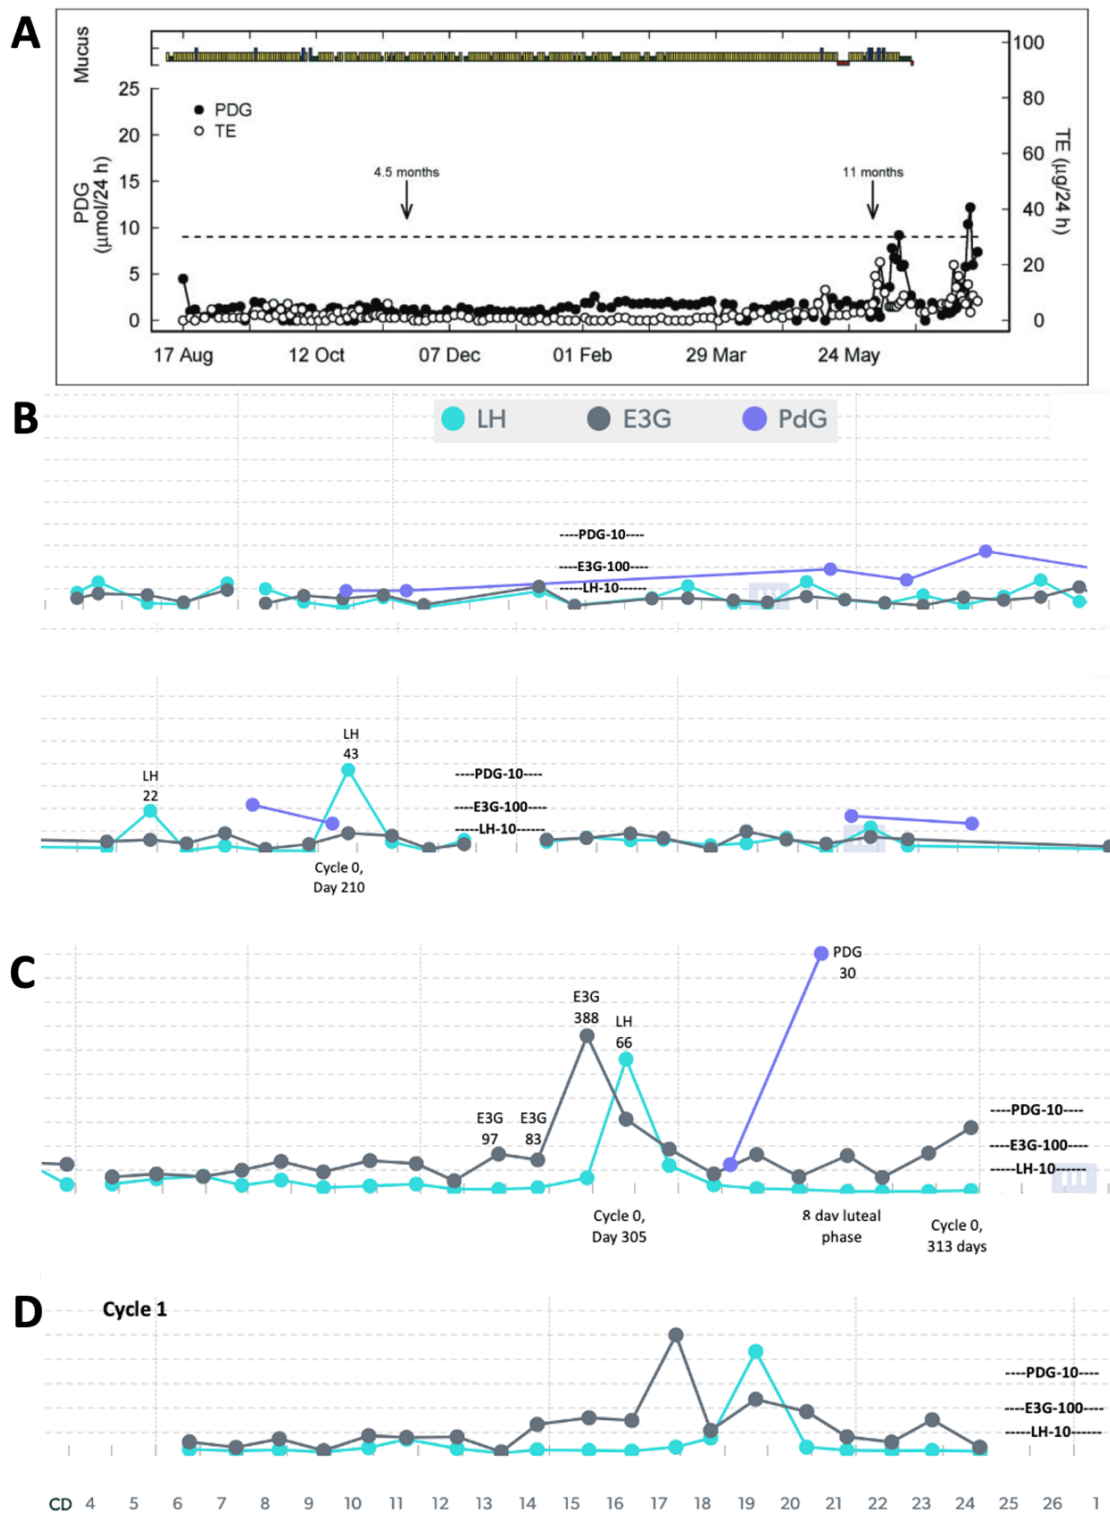 A
Mucus
100
80
60
40
20
0
TE (µg/24 h)
25
20
15
10
5
0
PDG
(µmol/24 h)
PDG
TE
4.5 months
11 months
17 Aug 12 Oct 07 Dec 01 Feb 29 Mar 24 May
B
LH E3G PdG
----PDG-10----
----E3G-100----
----LH-10------
LH
22
LH
43
----PDG-10----
----E3G-100----
----LH-10------
Cycle 0,
Day 210
C
PDG
30
E3G
388
LH
66
E3G
97
E3G
83
----PDG-10----
----E3G-100----
-----LH-10------
Cycle 0,
Day 305
8 day luteal
phase
Cycle 0,
313 days
D
Cycle 1
----PDG-10----
----E3G-100----
-----LH-10------
CD 4 5 6 7 8 9 10 11 12 13 14 15 16 17 18 19 20 21 22 23 24 25 26 1